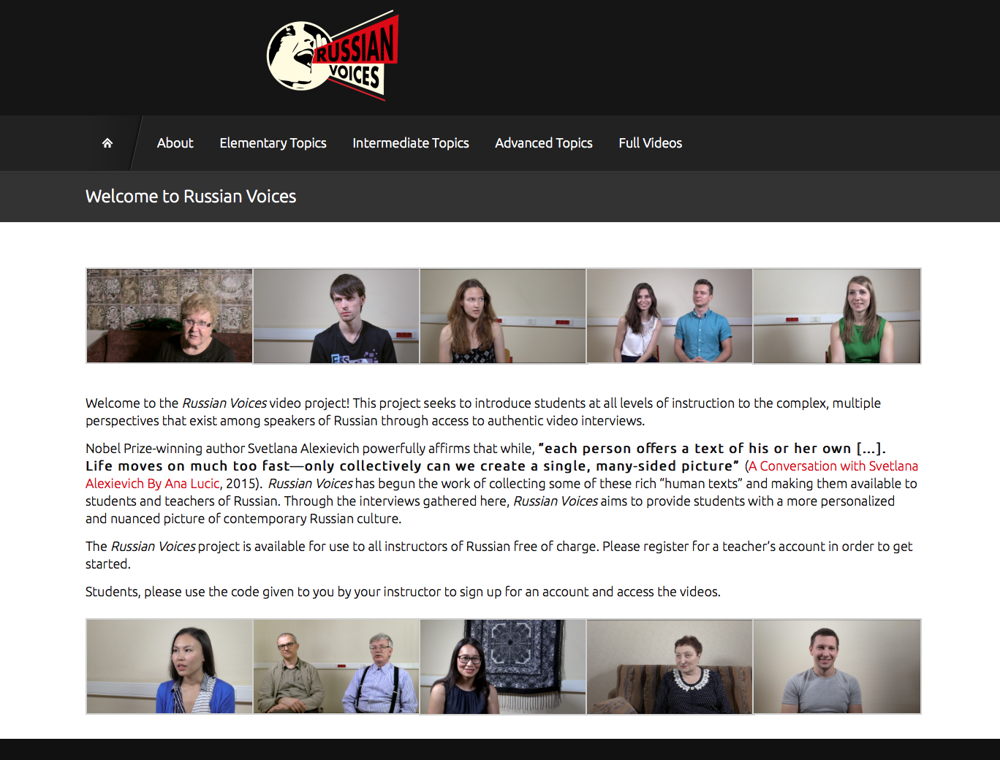 RUSSIAN
VOICES
About Elementary Topics Intermediate Topics Advanced Topics Full Videos
Welcome to Russian Voices
Welcome to the Russian Voices video project! This project seeks to introduce students at all levels of instruction to the complex, multiple
perspectives that exist among speakers of Russian through access to authentic video interviews.
Nobel Prize-winning author Svetlana Alexievich powerfully affirms that while, “each person offers a text of his or her own [...].
Life moves on much too fast—only collectively can we create a single, many-sided picture” (A Conversation with Svetlana
Alexievich By Ana Lucic, 2015). Russian Voices has begun the work of collecting some of these rich “human texts” and making them available to
students and teachers of Russian. Through the interviews gathered here, Russian Voices aims to provide students with a more personalized
and nuanced picture of contemporary Russian culture.
The Russian Voices project is available for use to all instructors of Russian free of charge. Please register for a teacher’s account in order to get
started.
Students, please use the code given to you by your instructor to sign up for an account and access the videos.